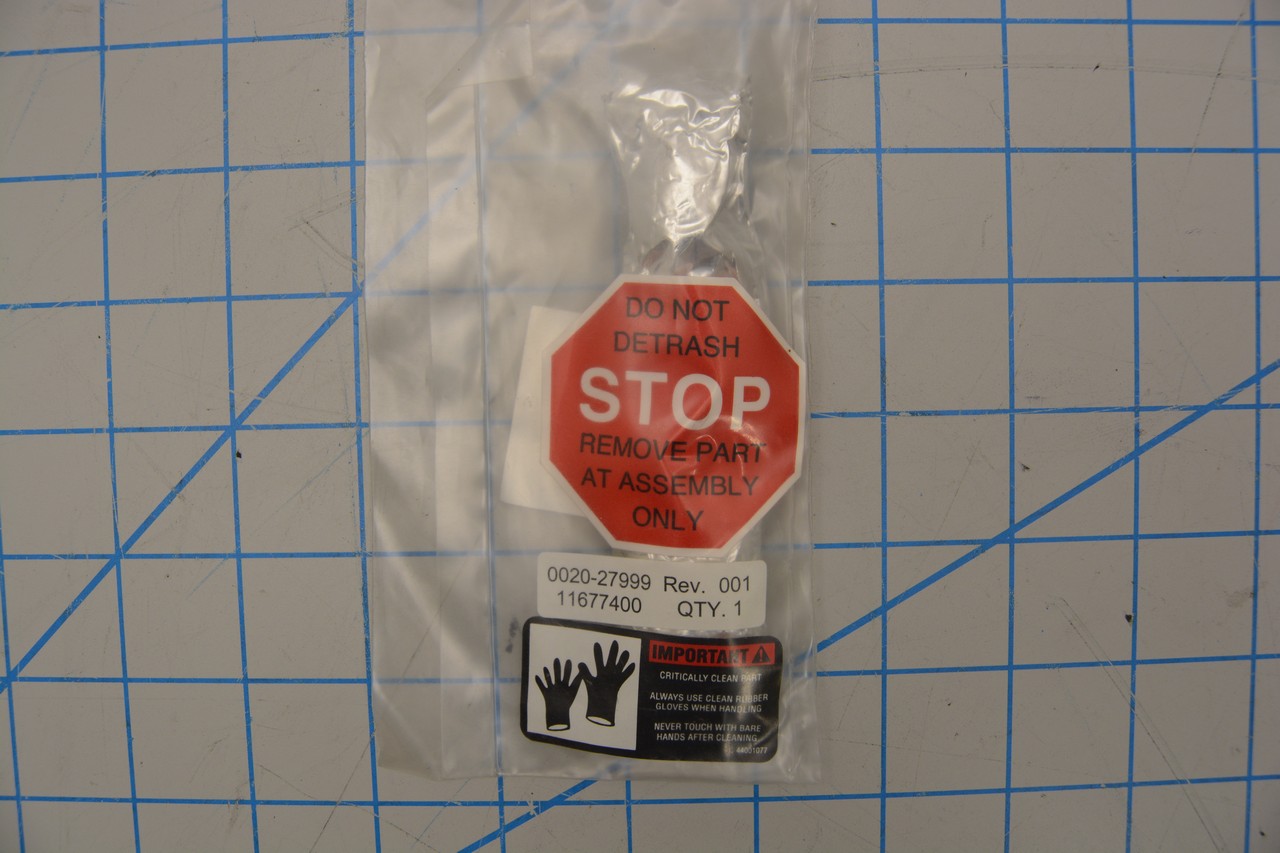 DO NOT
DETRASH
STOP
REMOVE PART
AT ASSEMBLY
ONLY
0020-27999 Rev. 001
11677400 QTY. 1
IMPORTANT
CRITICALLY CLEAN PART
ALWAYS USE CLEAN RUBBER
GLOVES WHEN HANDLING
NEVER TOUCH WITH BARE
HANDS AFTER CLEANING
44001077